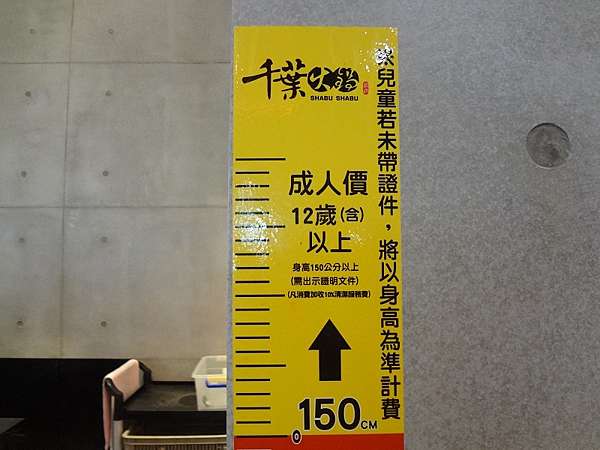 千葉火鍋
SHABU SHABU
成人價
12歲(含)
以上
身高150公分以上
(需出示證明文件)
(凡消費加收10%清潔服務費)
150CM
0
※兒童若未帶證件，將以身高為準計費